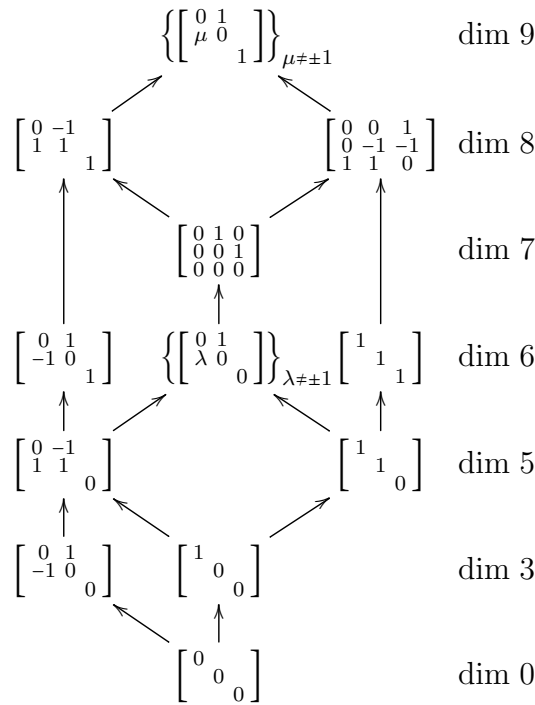 {[0 1
μ 0
1]}μ≠±1 dim 9
[0 −1
1 1
1] [0 0 1
0 −1 −1
1 1 0] dim 8
[0 1 0
0 0 1
0 0 0] dim 7
[0 1
−1 0
1] {[0 1
λ 0
0]}λ≠±1 [1
1
1] dim 6
[0 −1
1 1
0] [1
1
0] dim 5
[0 1
−1 0
0] [1
0
0] dim 3
[0
0
0] dim 0